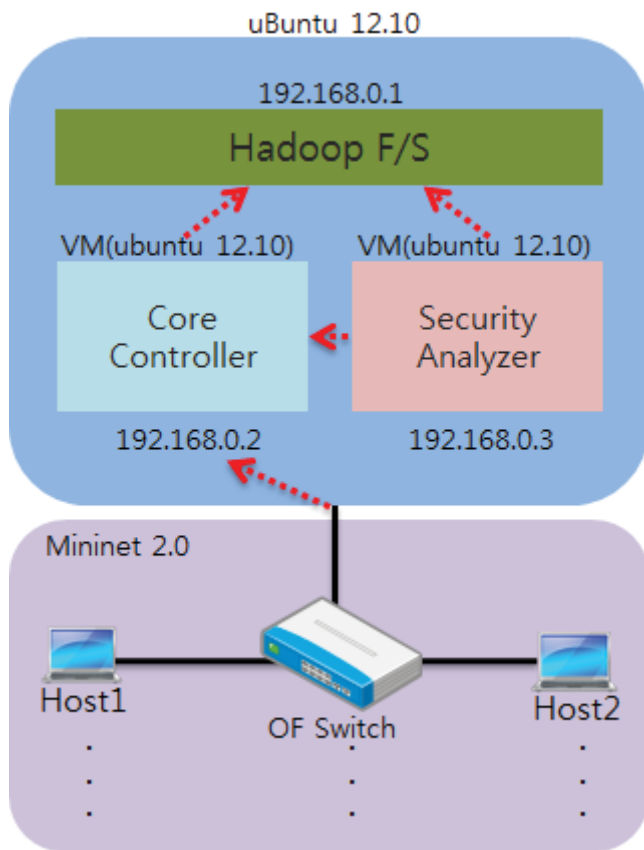 uBuntu 12.10
192.168.0.1
Hadoop F/S
VM(ubuntu 12.10)
VM(ubuntu 12.10)
Core
Controller
Security
Analyzer
192.168.0.2
192.168.0.3
Mininet 2.0
Host1
OF Switch
Host2